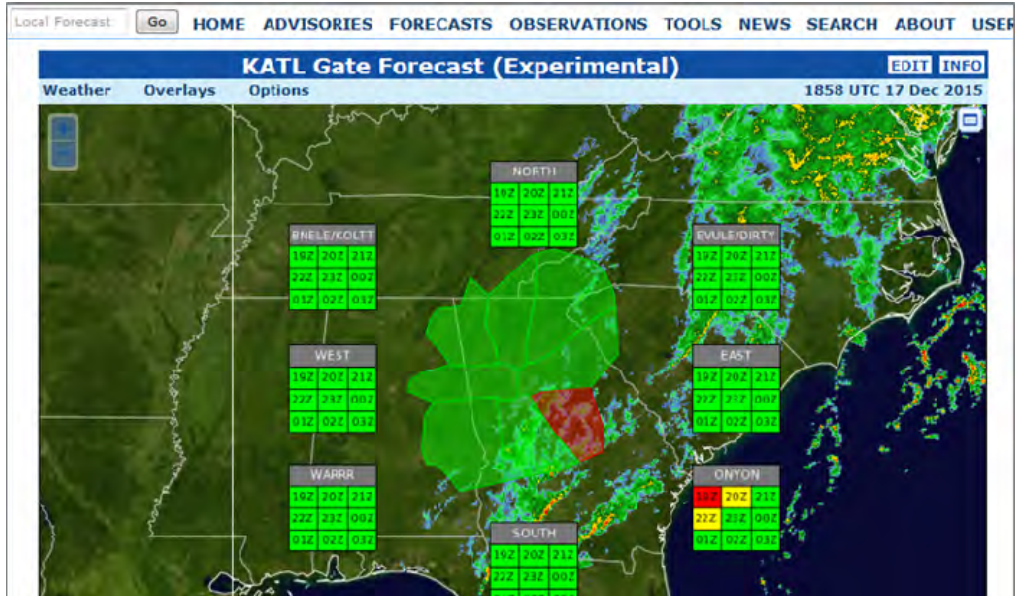 Local Forecast Go HOME ADVISORIES FORECASTS OBSERVATIONS TOOLS NEWS SEARCH ABOUT USER
KATL Gate Forecast (Experimental) EDIT INFO
Weather Overlays Options 1858 UTC 17 Dec 2015
NORTH
19Z 20Z 21Z
22Z 23Z 00Z
01Z 02Z 03Z
BNELE/KOLTT
19Z 20Z 21Z
22Z 23Z 00Z
01Z 02Z 03Z
EVULE/DIRTY
19Z 20Z 21Z
22Z 23Z 00Z
01Z 02Z 03Z
WEST
19Z 20Z 21Z
22Z 23Z 00Z
01Z 02Z 03Z
EAST
19Z 20Z 21Z
22Z 23Z 00Z
01Z 02Z 03Z
WARRR
19Z 20Z 21Z
22Z 23Z 00Z
01Z 02Z 03Z
ONYON
19Z 20Z 21Z
22Z 23Z 00Z
01Z 02Z 03Z
SOUTH
19Z 20Z 21Z
22Z 23Z 00Z